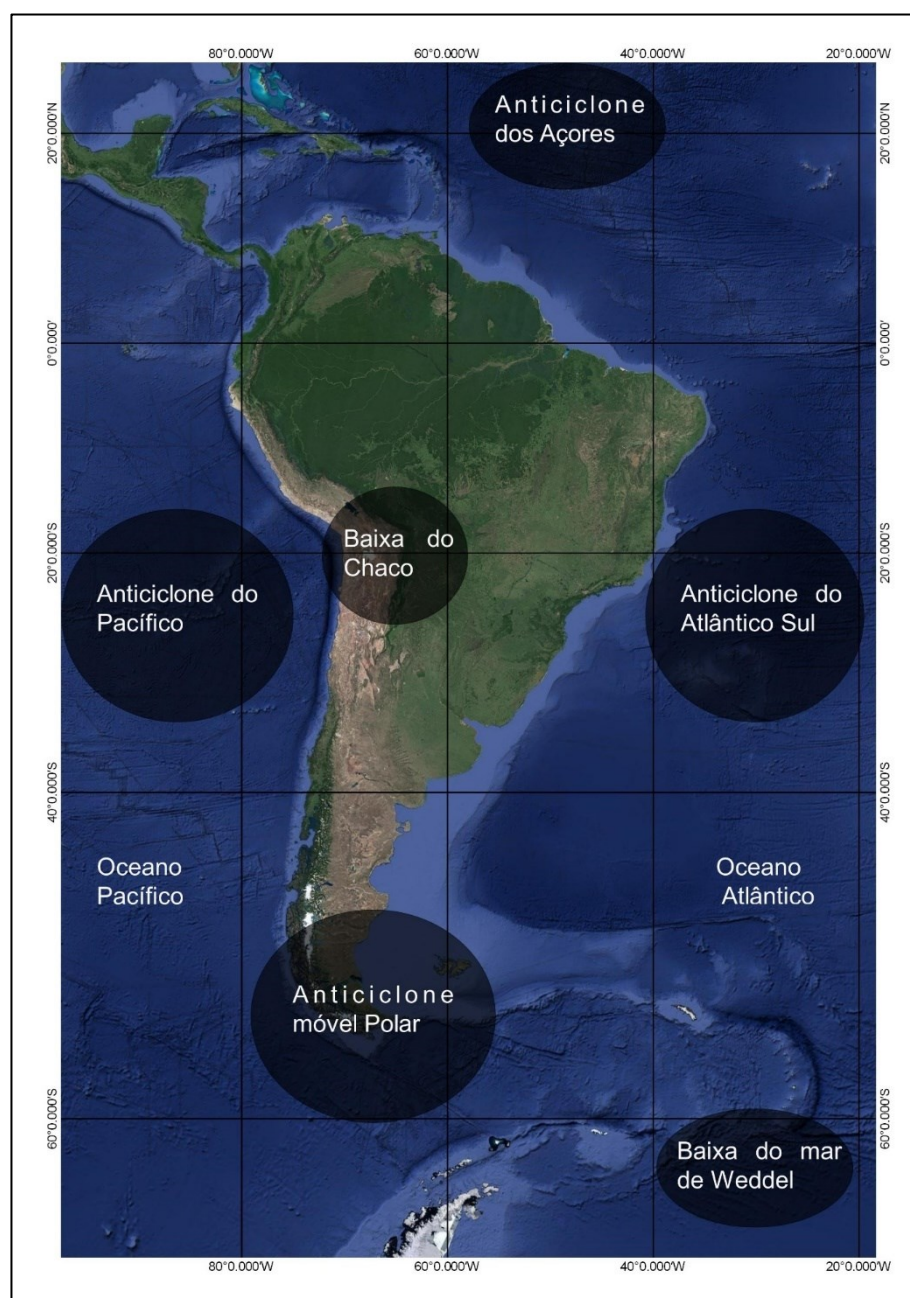 80°0.000'W 60°0.000'W 40°0.000'W 20°0.000'W
20°0.000'N 20°0.000'N
Anticiclone
dos Açores
0°0.000' 0°0.000'
Baixa do
Chaco
20°0.000'S 20°0.000'S
Anticiclone do
Pacífico
Anticiclone do
Atlântico Sul
40°0.000'S 40°0.000'S
Oceano
Pacífico
Oceano
Atlântico
Anticiclone
móvel Polar
60°0.000'S 60°0.000'S
Baixa do mar
de Weddel
80°0.000'W 60°0.000'W 40°0.000'W 20°0.000'W